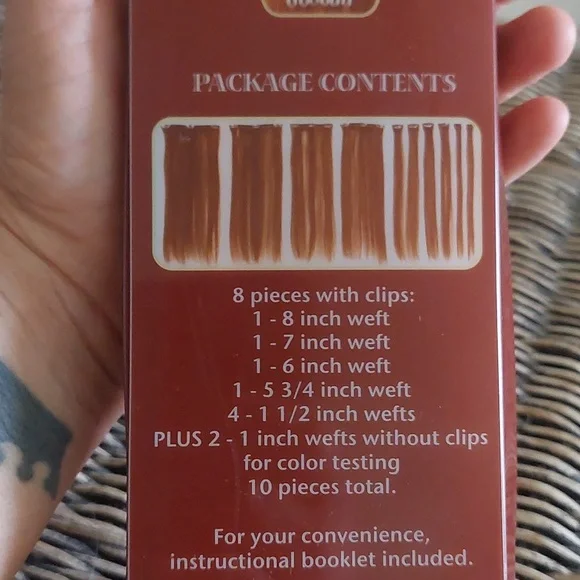 PACKAGE CONTENTS
8 pieces with clips:
1 - 8 inch weft
1 - 7 inch weft
1 - 6 inch weft
1 - 5 3/4 inch weft
4 - 1 1/2 inch wefts
PLUS 2 - 1 inch wefts without clips
for color testing
10 pieces total.
For your convenience,
instructional booklet included.